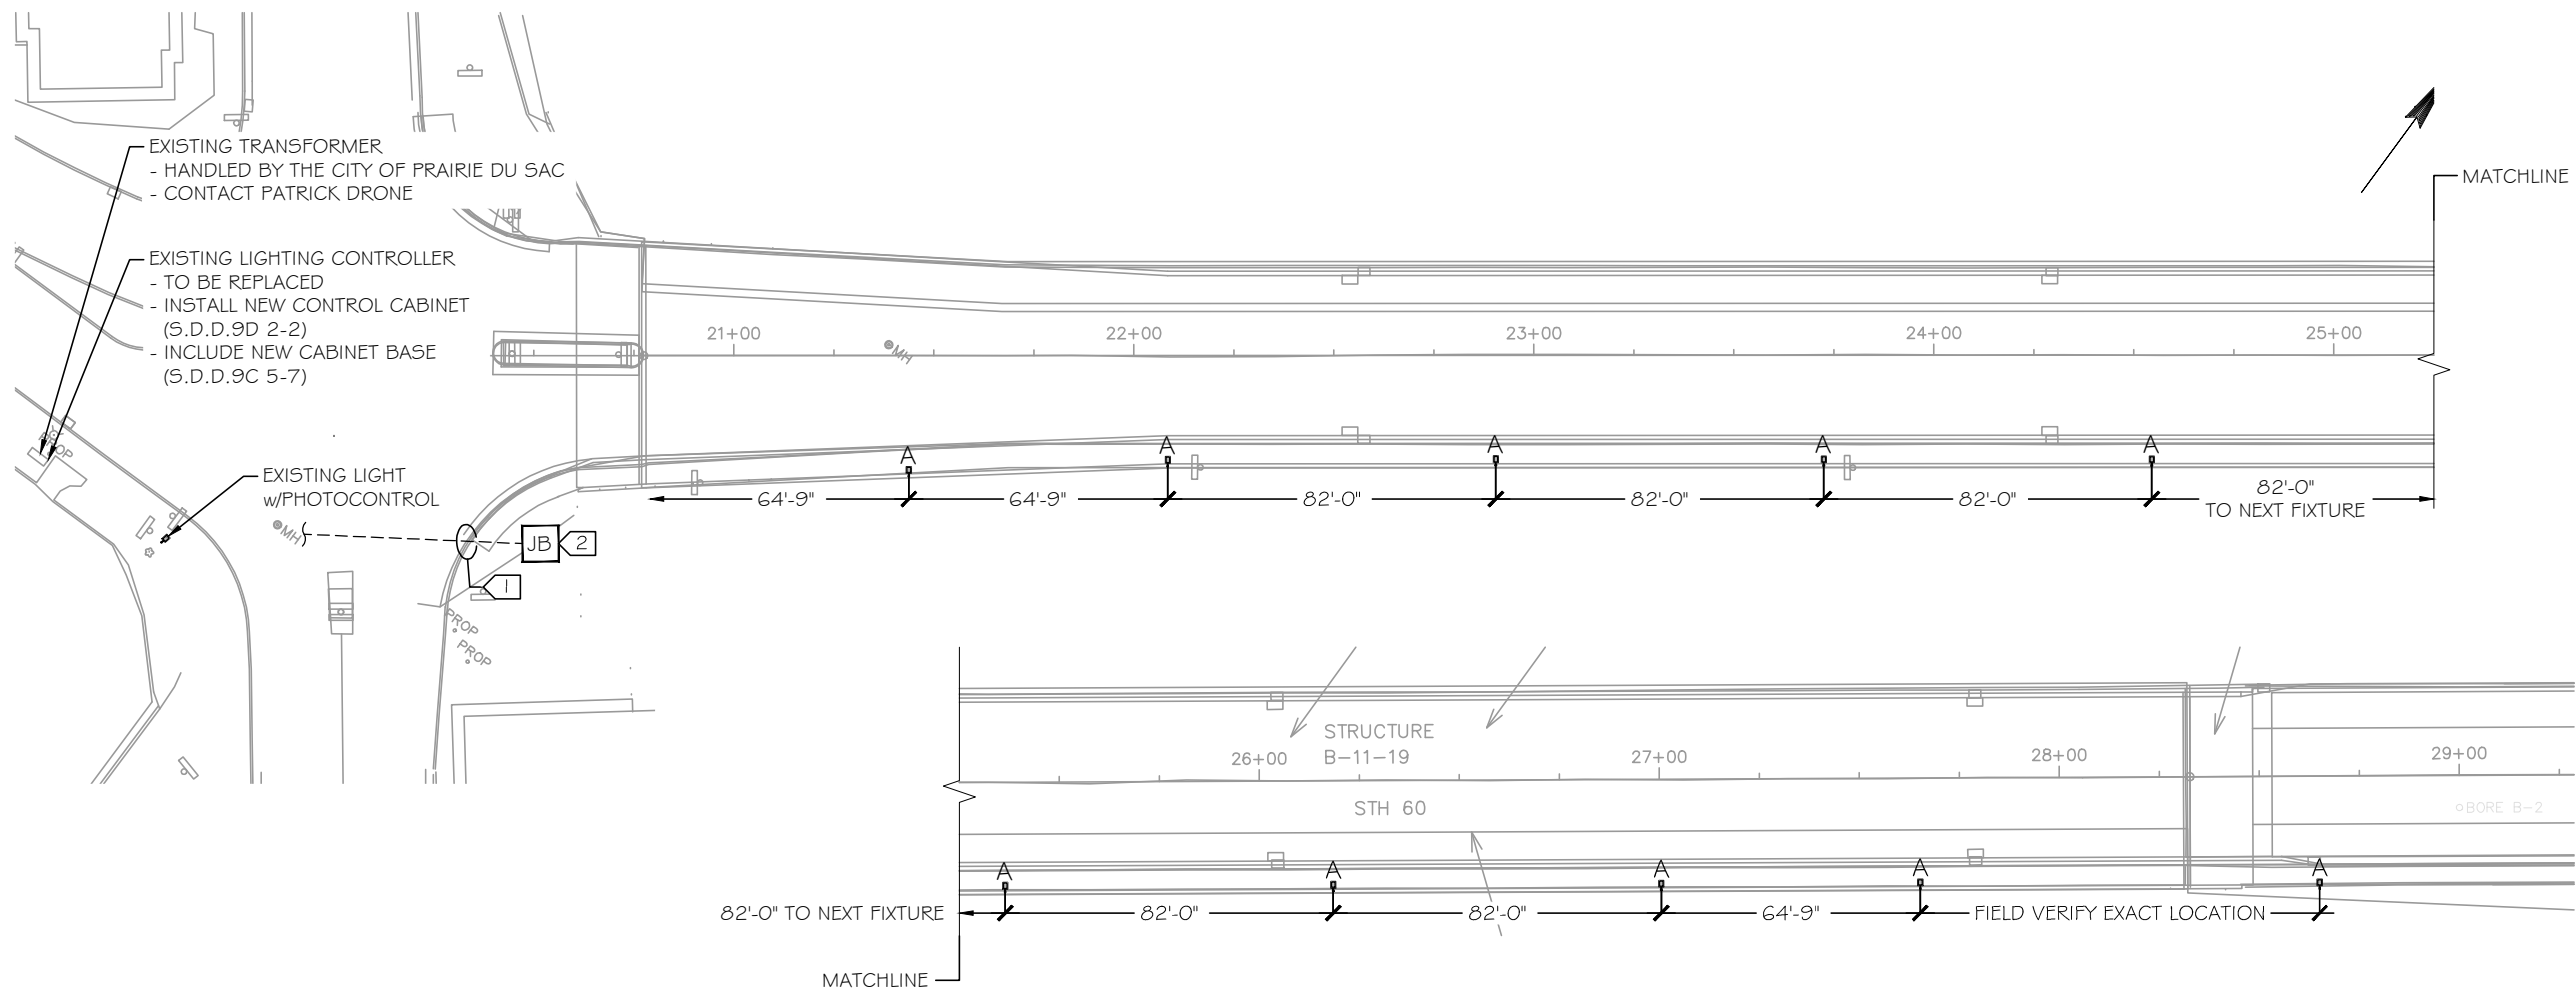 EXISTING TRANSFORMER
- HANDLED BY THE CITY OF PRAIRIE DU SAC
- CONTACT PATRICK DRONE
MATCHLINE
EXISTING LIGHTING CONTROLLER
- TO BE REPLACED
- INSTALL NEW CONTROL CABINET
(S.D.D.9D 2-2)
- INCLUDE NEW CABINET BASE
(S.D.D.9C 5-7)
21+00
22+00
23+00
24+00
25+00
MH
PROP
A
A
A
A
A
EXISTING LIGHT
w/PHOTOCONTROL
64'-9"
64'-9"
82'-0"
82'-0"
82'-0"
82'-0"
TO NEXT FIXTURE
MH
JB
2
1
PROP
PROP
STRUCTURE
B-11-19
26+00
27+00
28+00
29+00
STH 60
BORE B-2
A
A
A
A
A
82'-0" TO NEXT FIXTURE
82'-0"
82'-0"
64'-9"
FIELD VERIFY EXACT LOCATION
MATCHLINE